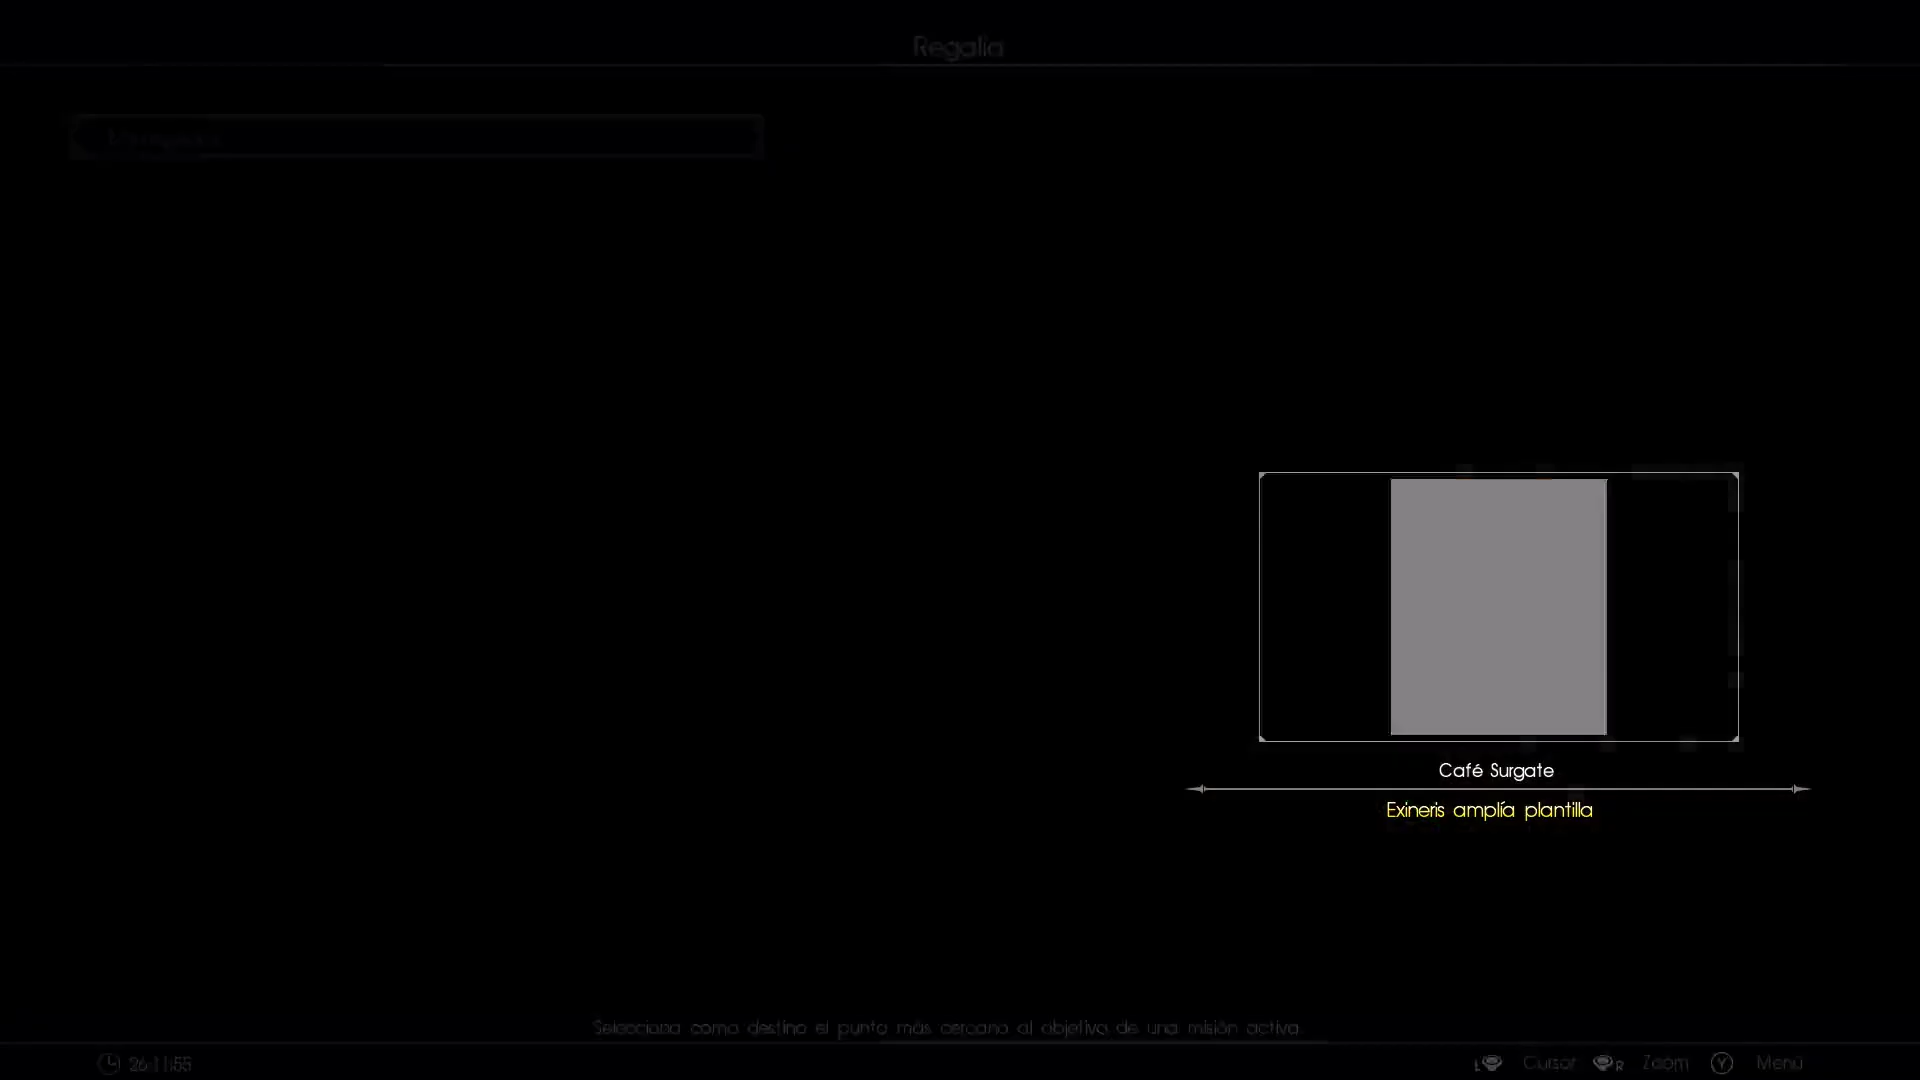 Regalia
Café Surgate
Exineris amplía plantilla
Selecciona como destino el punto más cercano al objetivo de una misión activa.
26:11:55
L Cursor R Zoom Y Menú